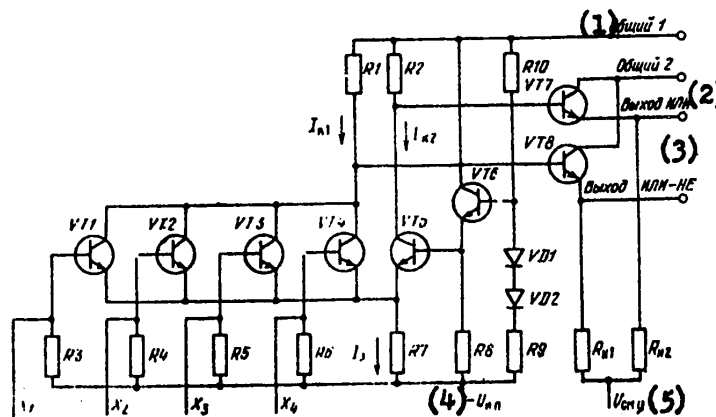 (1) Общий 1
R1
R2
R10
Общий 2
VT7
(2)
Выход ИЛИ
Iк1
Iк2
(3)
VT8
VT6
Выход ИЛИ-НЕ
VT1
VT2
VT3
VT4
VT5
VD1
VD2
R3
R4
R5
R6
Iэ
R7
R8
R9
Rн1
Rн2
X2
X3
X4
(4) -Uип
Uсму (5)